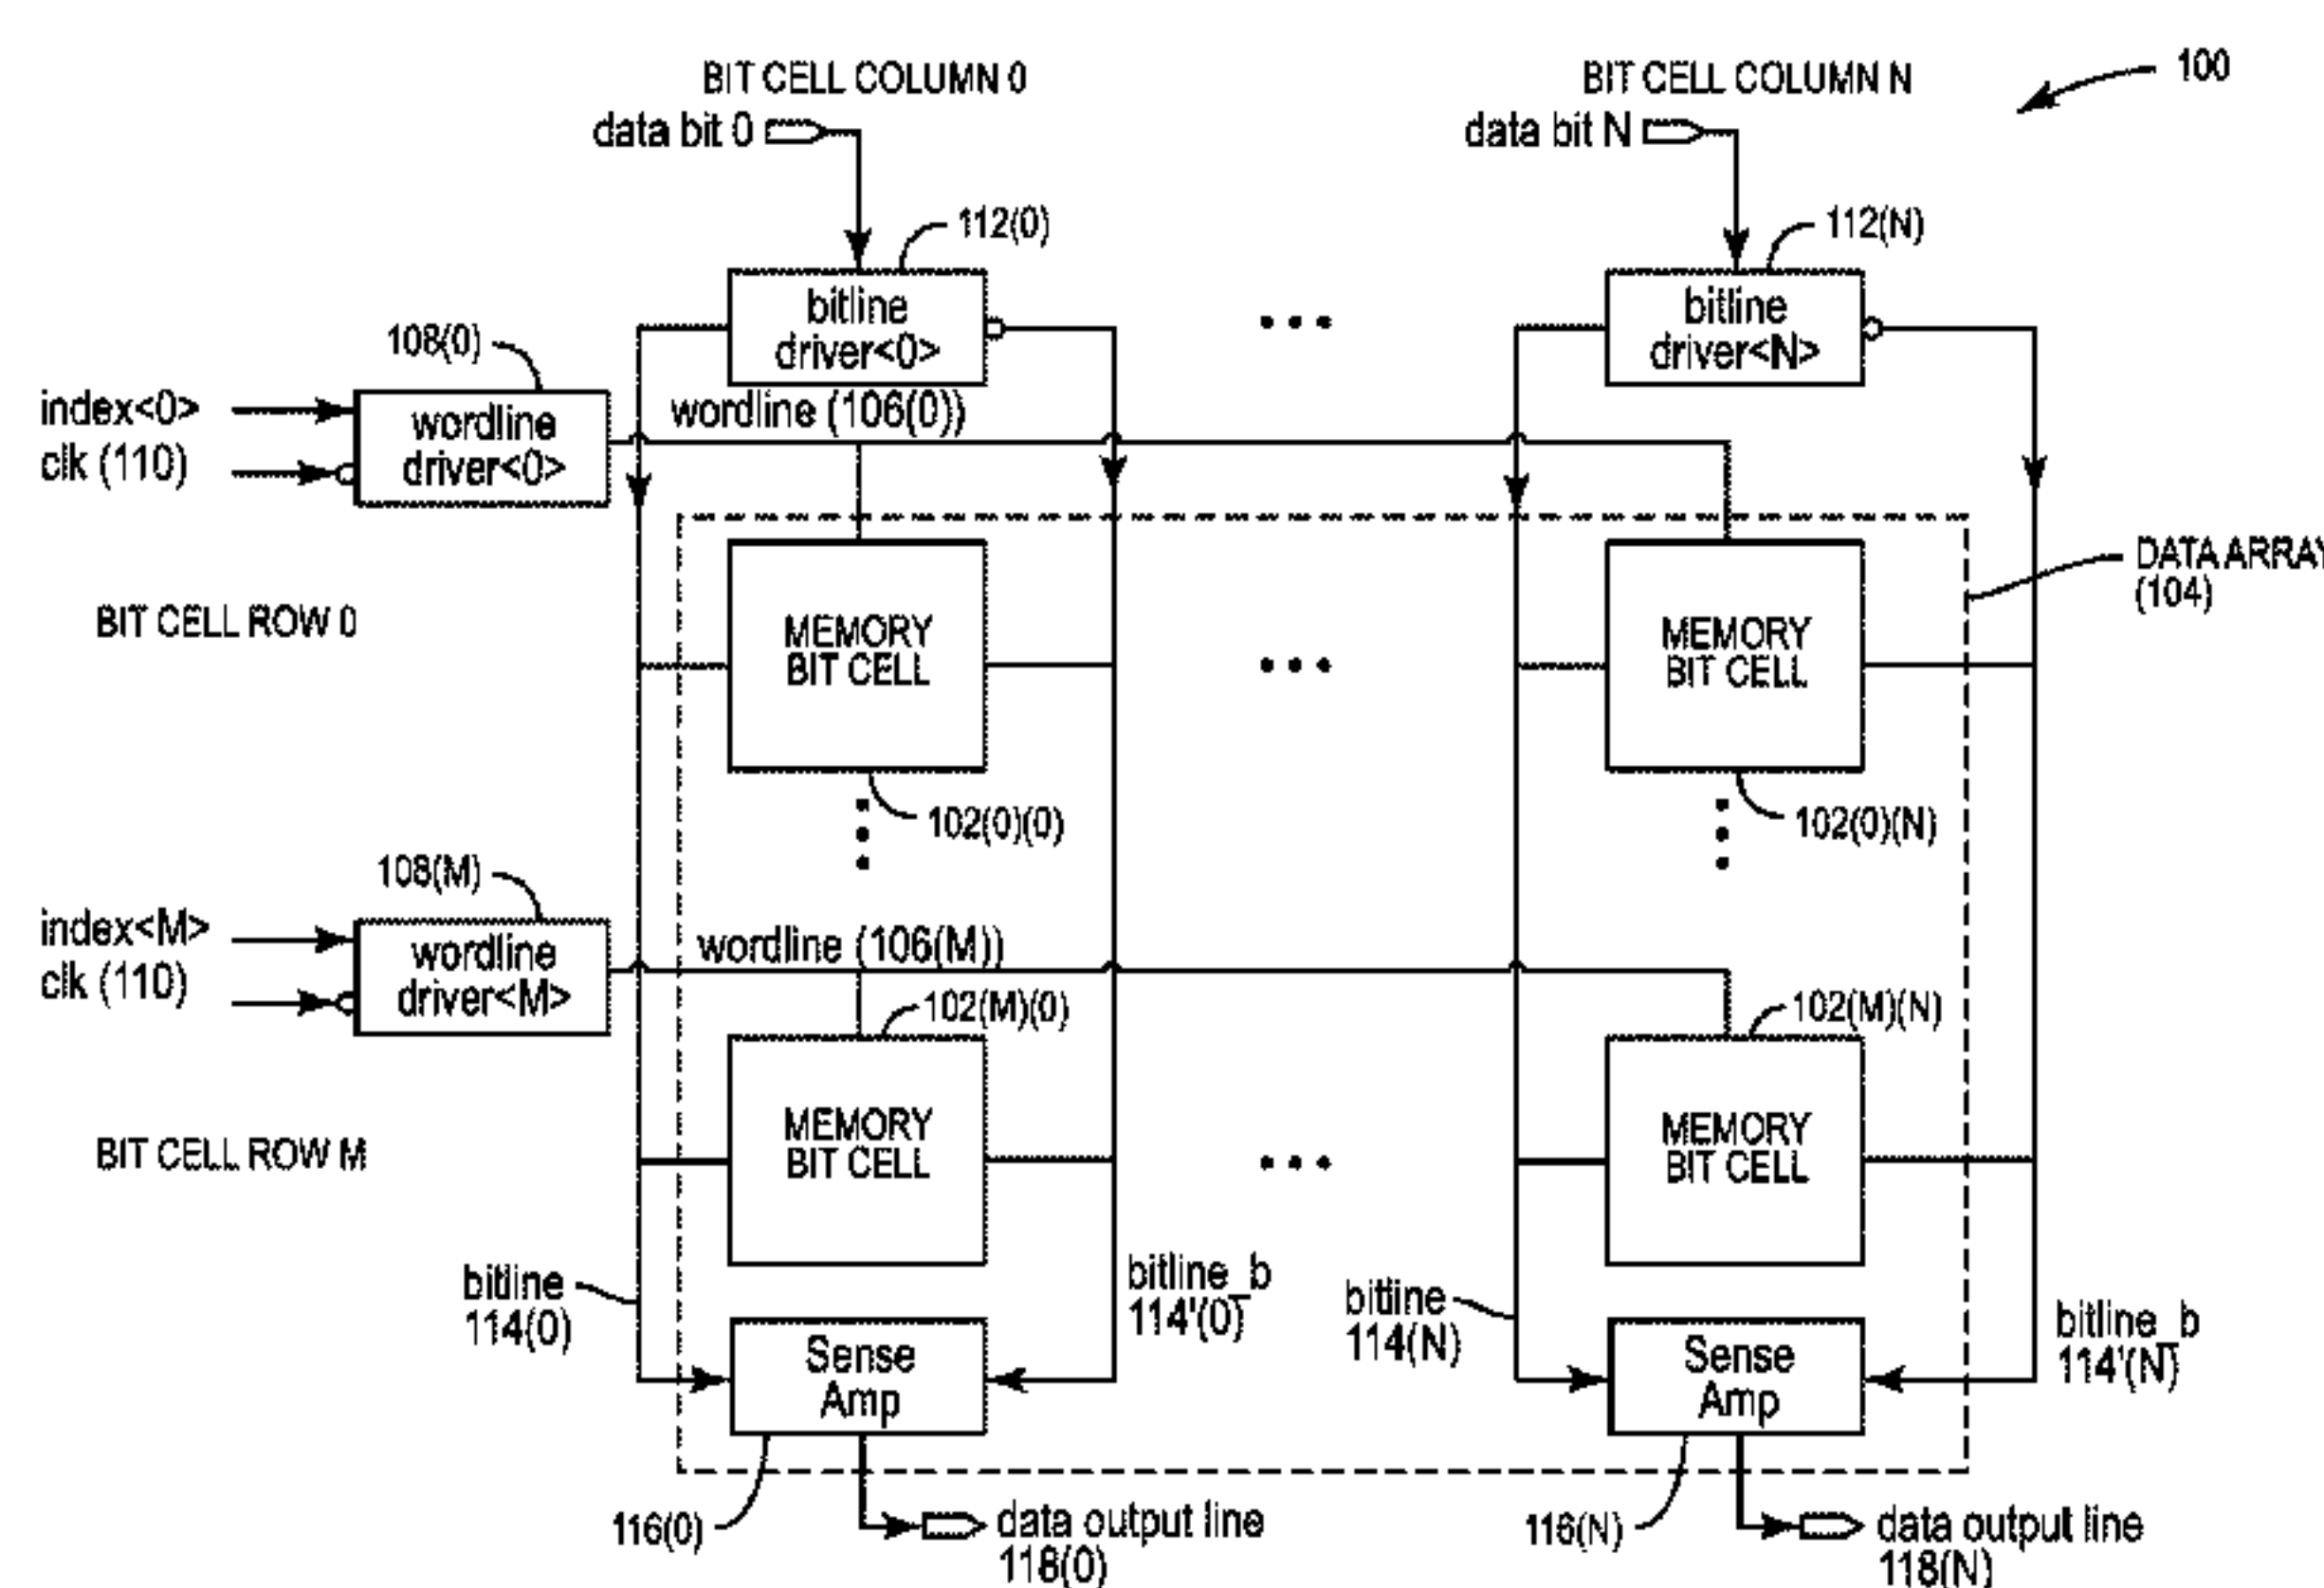 BIT CELL COLUMN 0
BIT CELL COLUMN N
100
data bit 0
data bit N
112(0)
112(N)
bitline
driver<0>
bitline
driver<N>
108(0)
index<0>
clk (110)
wordline
driver<0>
wordline (106(0))
DATA ARRAY
(104)
BIT CELL ROW 0
MEMORY
BIT CELL
MEMORY
BIT CELL
102(0)(0)
102(0)(N)
108(M)
index<M>
clk (110)
wordline
driver<M>
wordline (106(M))
102(M)(0)
102(M)(N)
BIT CELL ROW M
MEMORY
BIT CELL
MEMORY
BIT CELL
bitline
114(0)
bitline_b
114'(0)
bitline
114(N)
bitline_b
114'(N)
Sense
Amp
Sense
Amp
116(0)
data output line
118(0)
116(N)
data output line
118(N)